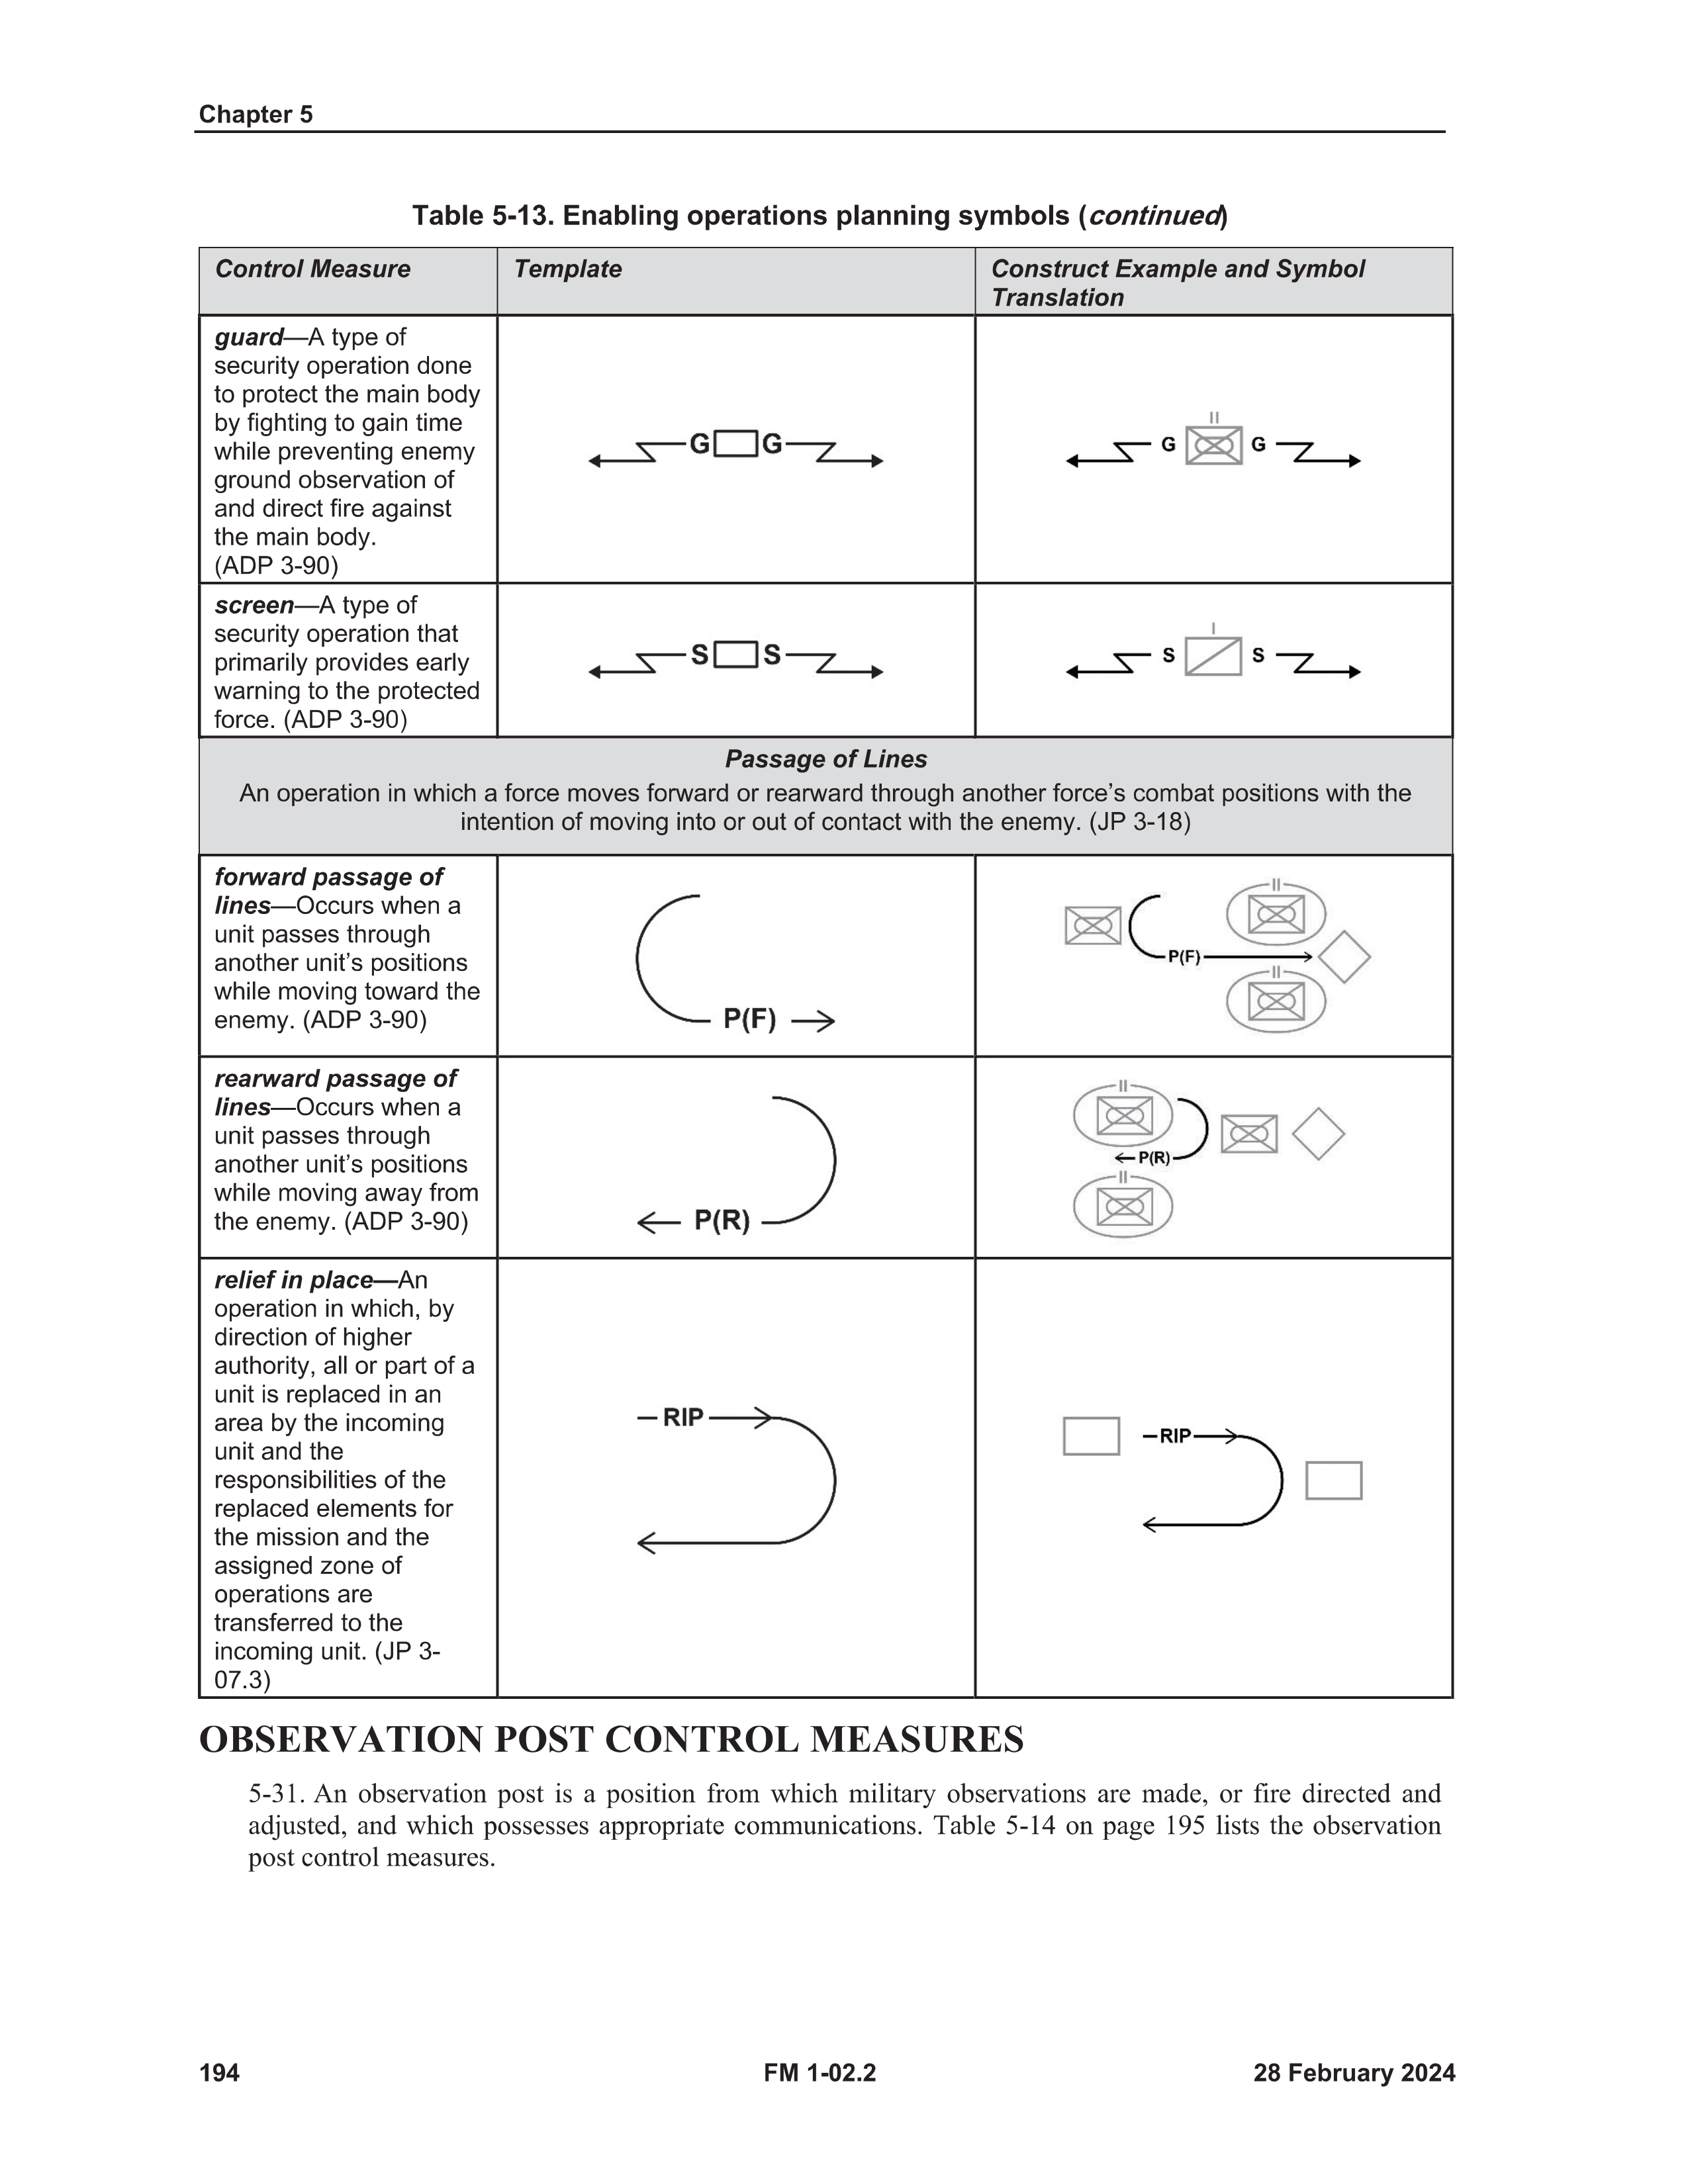 Chapter 5
Table 5-13. Enabling operations planning symbols (continued)
Control Measure
Template
Construct Example and Symbol
Translation
guard—A type of
security operation done
to protect the main body
by fighting to gain time
while preventing enemy
ground observation of
and direct fire against
the main body.
(ADP 3-90)
G G
II
G G
screen—A type of
security operation that
primarily provides early
warning to the protected
force. (ADP 3-90)
S S
I
S S
Passage of Lines
An operation in which a force moves forward or rearward through another force’s combat positions with the
intention of moving into or out of contact with the enemy. (JP 3-18)
forward passage of
lines—Occurs when a
unit passes through
another unit’s positions
while moving toward the
enemy. (ADP 3-90)
P(F)
II
P(F)
II
rearward passage of
lines—Occurs when a
unit passes through
another unit’s positions
while moving away from
the enemy. (ADP 3-90)
P(R)
II
P(R)
II
relief in place—An
operation in which, by
direction of higher
authority, all or part of a
unit is replaced in an
area by the incoming
unit and the
responsibilities of the
replaced elements for
the mission and the
assigned zone of
operations are
transferred to the
incoming unit. (JP 3-
07.3)
RIP
RIP
OBSERVATION POST CONTROL MEASURES
5-31. An observation post is a position from which military observations are made, or fire directed and
adjusted, and which possesses appropriate communications. Table 5-14 on page 195 lists the observation
post control measures.
194
FM 1-02.2
28 February 2024